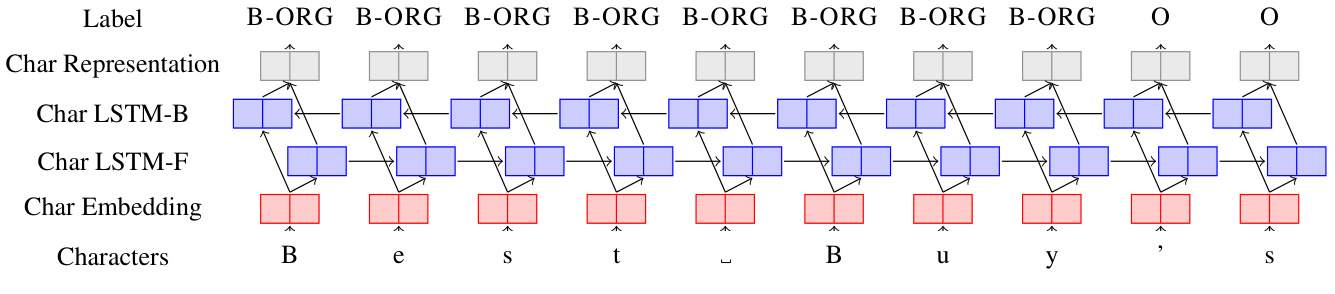 Label B-ORG B-ORG B-ORG B-ORG B-ORG B-ORG B-ORG B-ORG O O
Char Representation
Char LSTM-B
Char LSTM-F
Char Embedding
Characters B e s t ␣ B u y ’ s